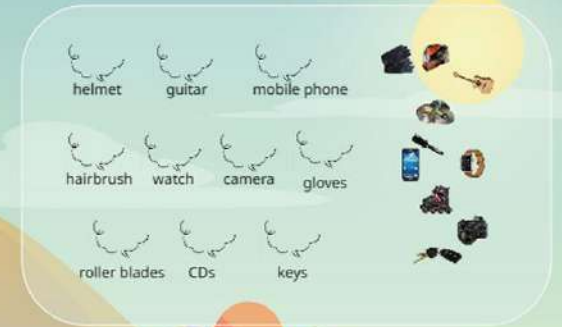 helmet guitar mobile phone
hairbrush watch camera gloves
roller blades CDs keys